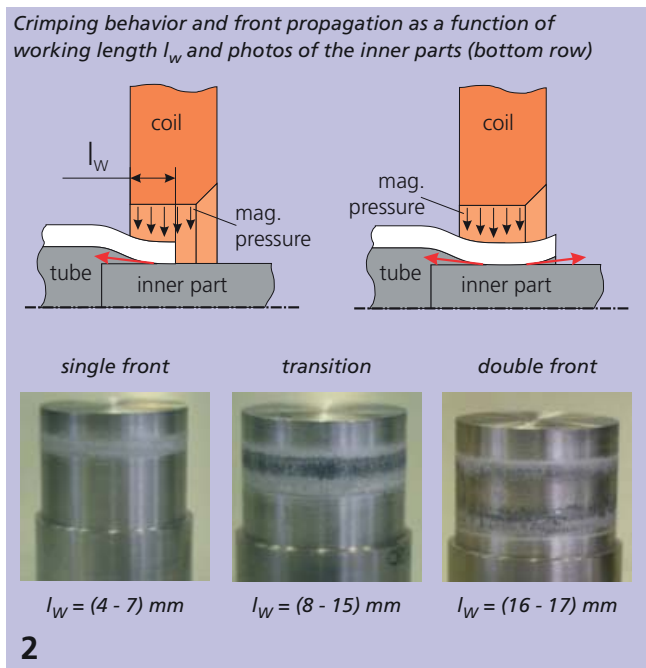 Crimping behavior and front propagation as a function of
working length lw and photos of the inner parts (bottom row)
coil
lw
mag.
pressure
tube
inner part
coil
mag.
pressure
tube
inner part
single front
transition
double front
lw = (4 - 7) mm
lw = (8 - 15) mm
lw = (16 - 17) mm
2